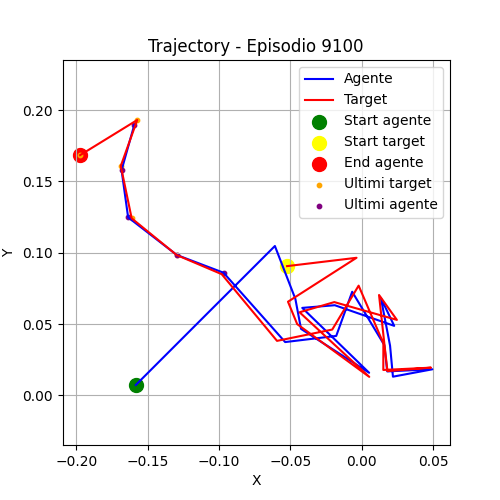 Trajectory - Episodio 9100
Agente
Target
Start agente
Start target
End agente
Ultimi target
Ultimi agente
Y
0.20
0.15
0.10
0.05
0.00
−0.20
−0.15
−0.10
−0.05
0.00
0.05
X